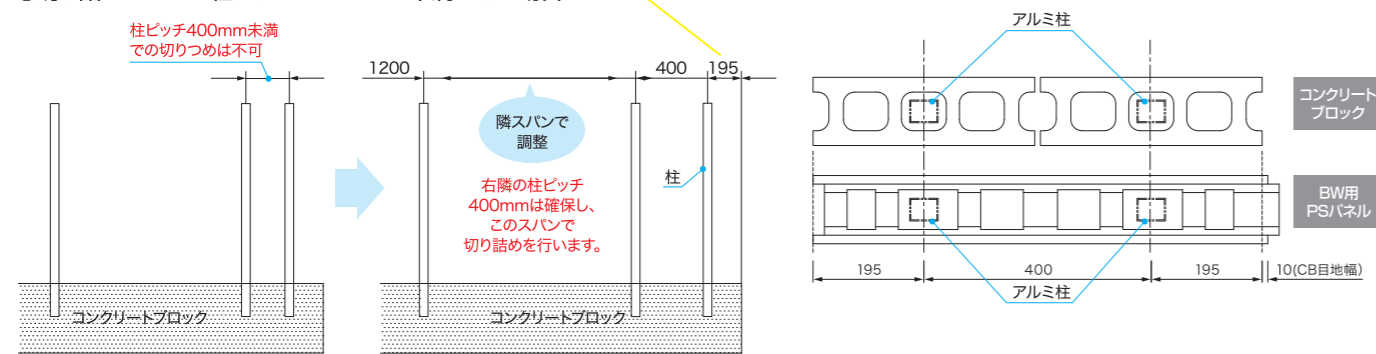 柱ピッチ400mm未満
での切りつめは不可
コンクリートブロック
1200
400
195
隣スパンで
調整
右隣の柱ピッチ
400mmは確保し、
このスパンで
切り詰めを行います。
柱
コンクリートブロック
アルミ柱
コンクリート
ブロック
BW用
PSパネル
195
400
195
10(CB目地幅)
アルミ柱